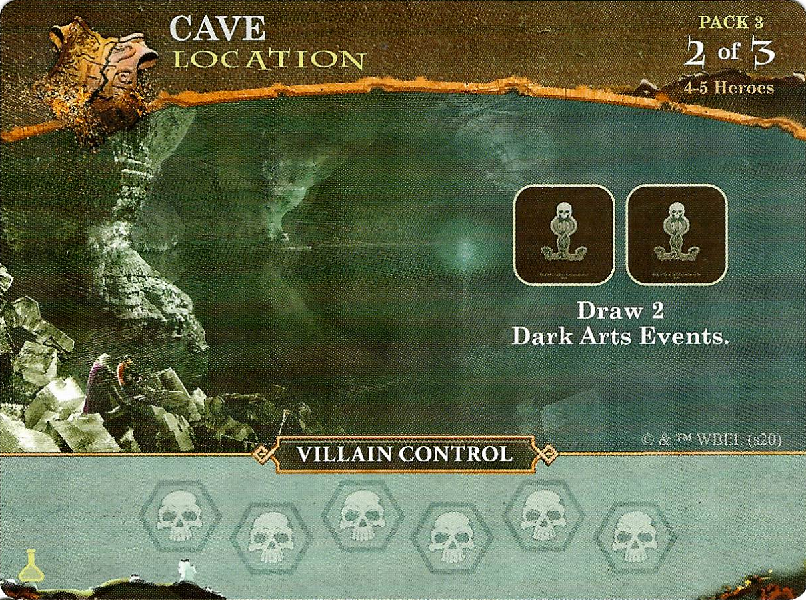 CAVE
LOCATION
PACK 3
2 of 3
4-5 Heroes
Draw 2
Dark Arts Events.
© & ™ WBEI. (s20)
VILLAIN CONTROL